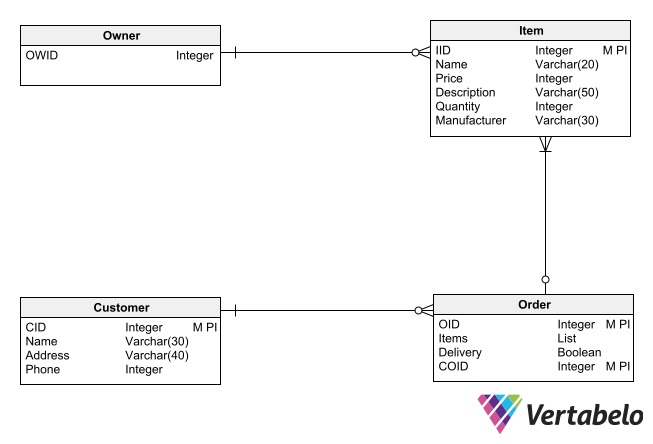 Owner
OWID Integer
Item
IID Integer M PI
Name Varchar(20)
Price Integer
Description Varchar(50)
Quantity Integer
Manufacturer Varchar(30)
Customer
CID Integer M PI
Name Varchar(30)
Address Varchar(40)
Phone Integer
Order
OID Integer M PI
Items List
Delivery Boolean
COID Integer M PI
Vertabelo